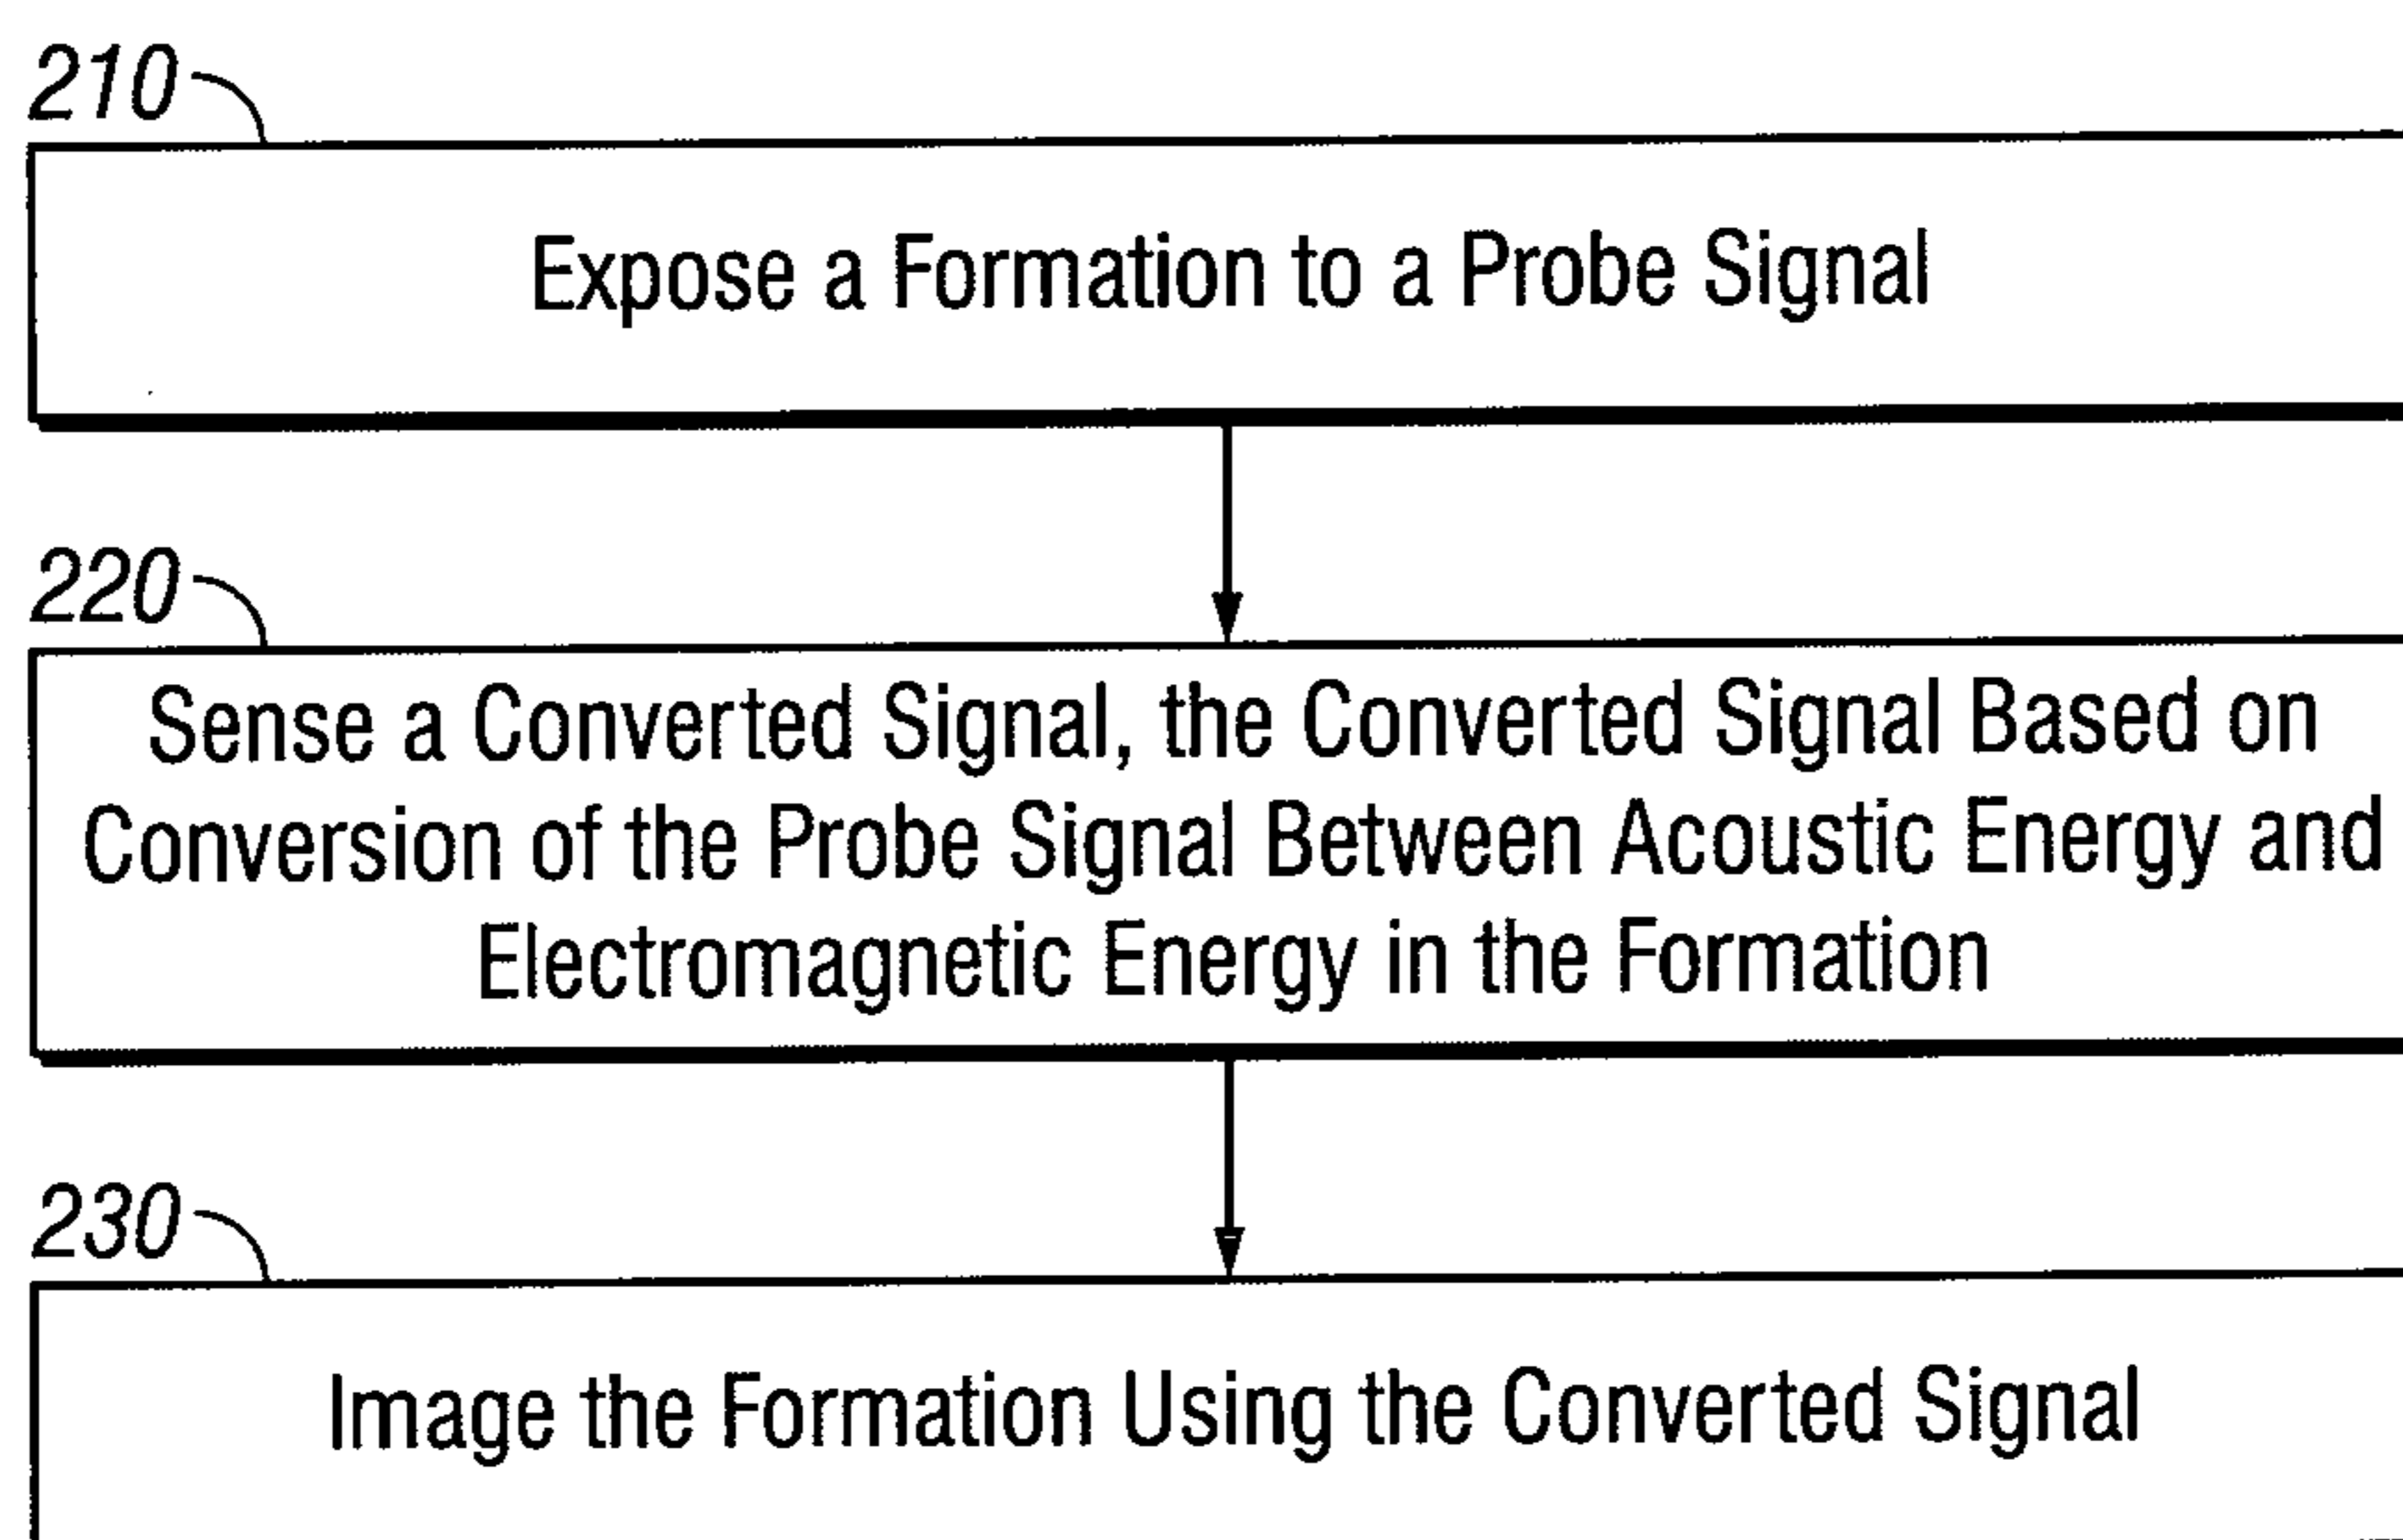 210
Expose a Formation to a Probe Signal
220
Sense a Converted Signal, the Converted Signal Based on
Conversion of the Probe Signal Between Acoustic Energy and
Electromagnetic Energy in the Formation
230
Image the Formation Using the Converted Signal